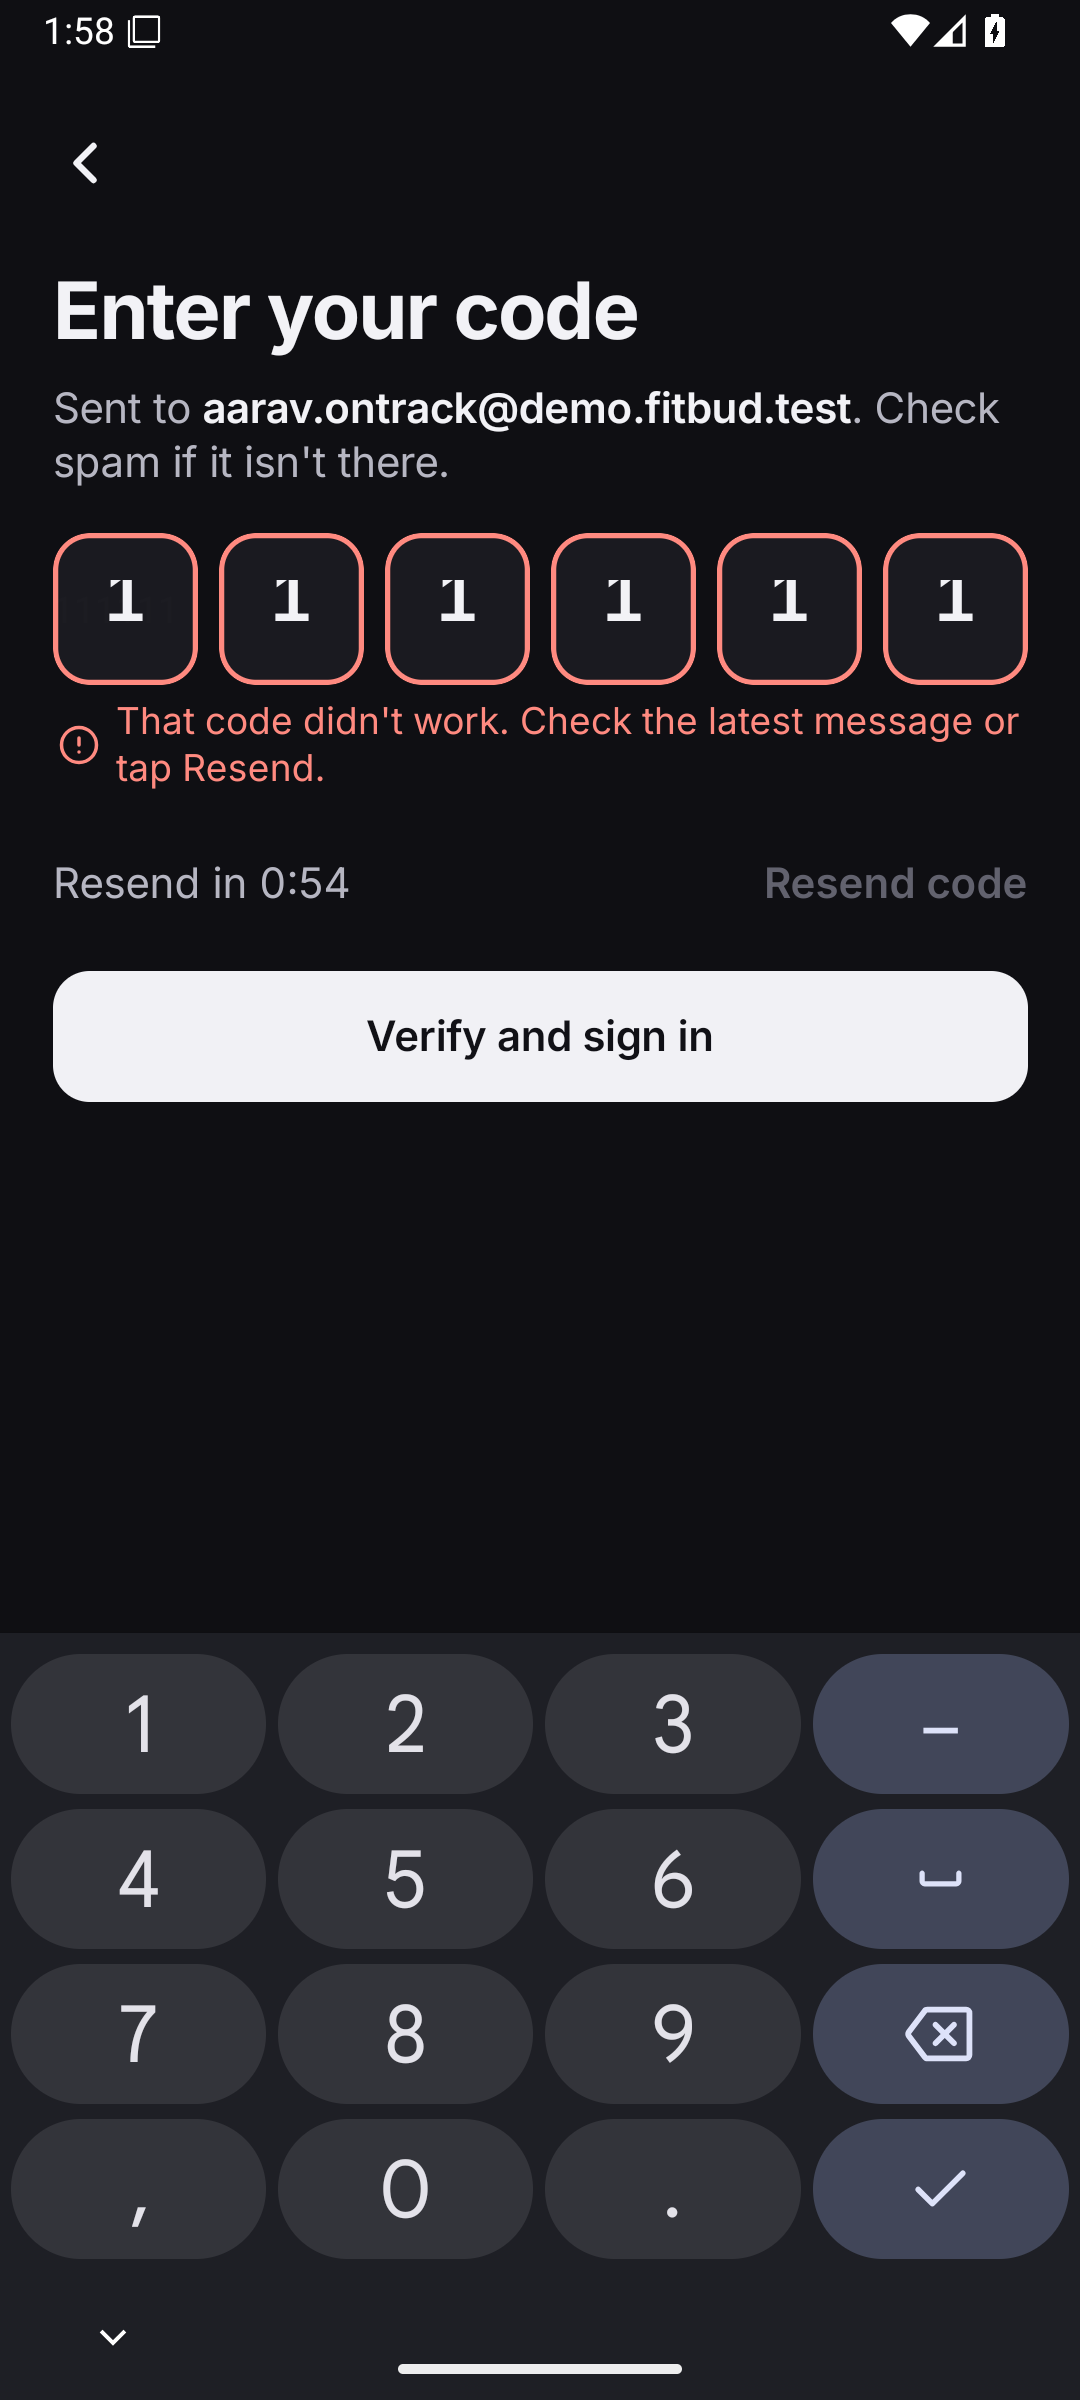 1:58
Enter your code
Sent to aarav.ontrack@demo.fitbud.test. Check
spam if it isn't there.
1 1 1 1 1 1
That code didn't work. Check the latest message or
tap Resend.
Resend in 0:54 Resend code
Verify and sign in
1 2 3 –
4 5 6
7 8 9
, 0 .